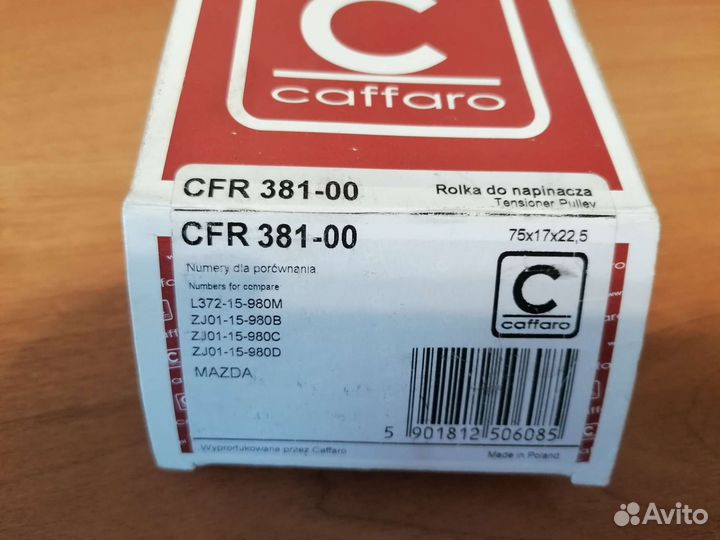 C
caffaro
CFR 381-00
Rolka do napinacza
Tensioner Pulley
CFR 381-00
75x17x22,5
Numery dla porównania
Numbers for compare
L372-15-980M
ZJ01-15-980B
ZJ01-15-980C
ZJ01-15-980D
MAZDA
C
caffaro
5 901812 506085
Wyprodukowane przez Caffaro
Made in Poland
Avito